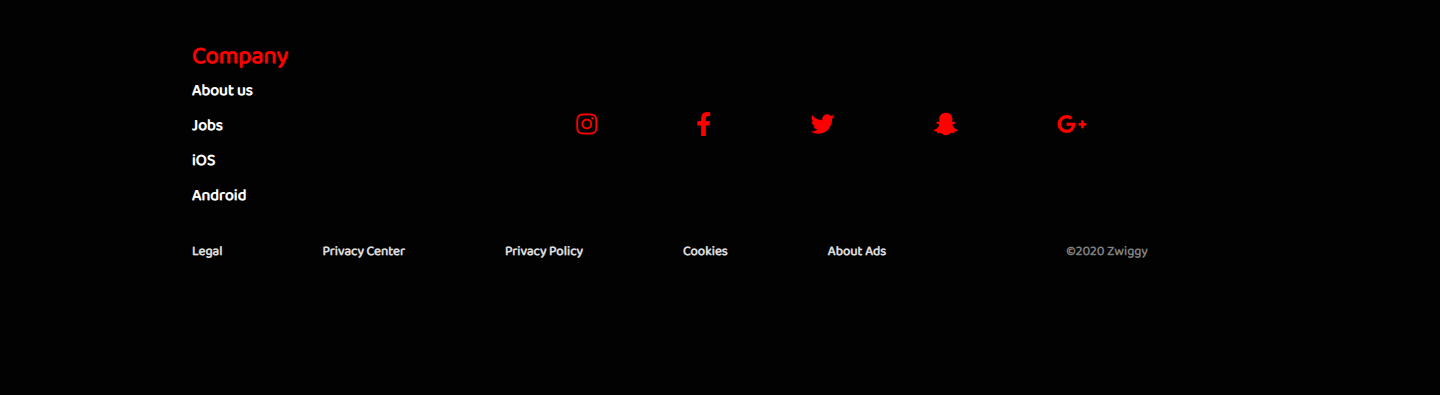 Company
About us
Jobs
iOS
Android
Legal Privacy Center Privacy Policy Cookies About Ads ©2020 Zwiggy